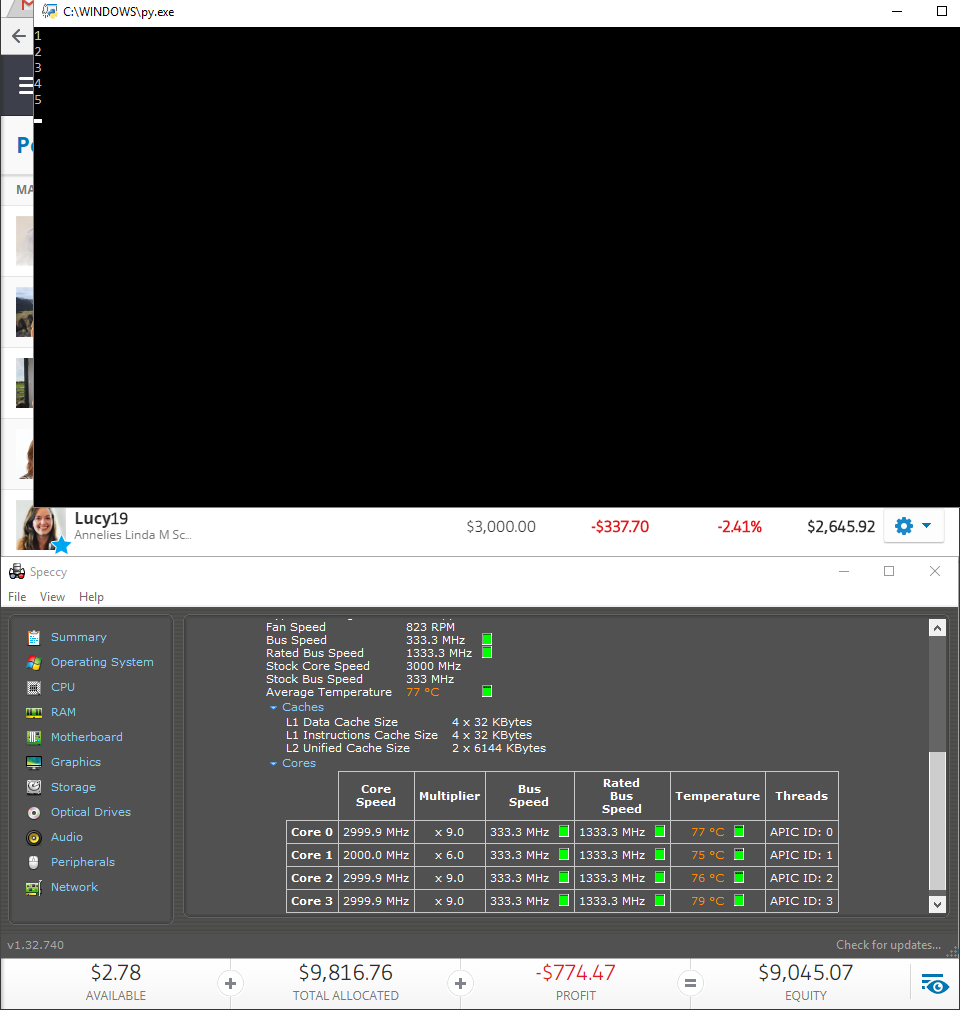 C:\WINDOWS\py.exe
1
2
3
4
5
MA
Lucy19
Annelies Linda M Sc...
$3,000.00 -$337.70 -2.41% $2,645.92
Speccy
File View Help
Summary
Operating System
CPU
RAM
Motherboard
Graphics
Storage
Optical Drives
Audio
Peripherals
Network
Fan Speed 823 RPM
Bus Speed 333.3 MHz
Rated Bus Speed 1333.3 MHz
Stock Core Speed 3000 MHz
Stock Bus Speed 333 MHz
Average Temperature 77 °C
Caches
L1 Data Cache Size 4 x 32 KBytes
L1 Instructions Cache Size 4 x 32 KBytes
L2 Unified Cache Size 2 x 6144 KBytes
Cores
Core Speed Multiplier Bus Speed Rated Bus Speed Temperature Threads
Core 0 2999.9 MHz x 9.0 333.3 MHz 1333.3 MHz 77 °C APIC ID: 0
Core 1 2000.0 MHz x 6.0 333.3 MHz 1333.3 MHz 75 °C APIC ID: 1
Core 2 2999.9 MHz x 9.0 333.3 MHz 1333.3 MHz 76 °C APIC ID: 2
Core 3 2999.9 MHz x 9.0 333.3 MHz 1333.3 MHz 79 °C APIC ID: 3
v1.32.740 Check for updates...
$2.78 + $9,816.76 + -$774.47 = $9,045.07
AVAILABLE TOTAL ALLOCATED PROFIT EQUITY